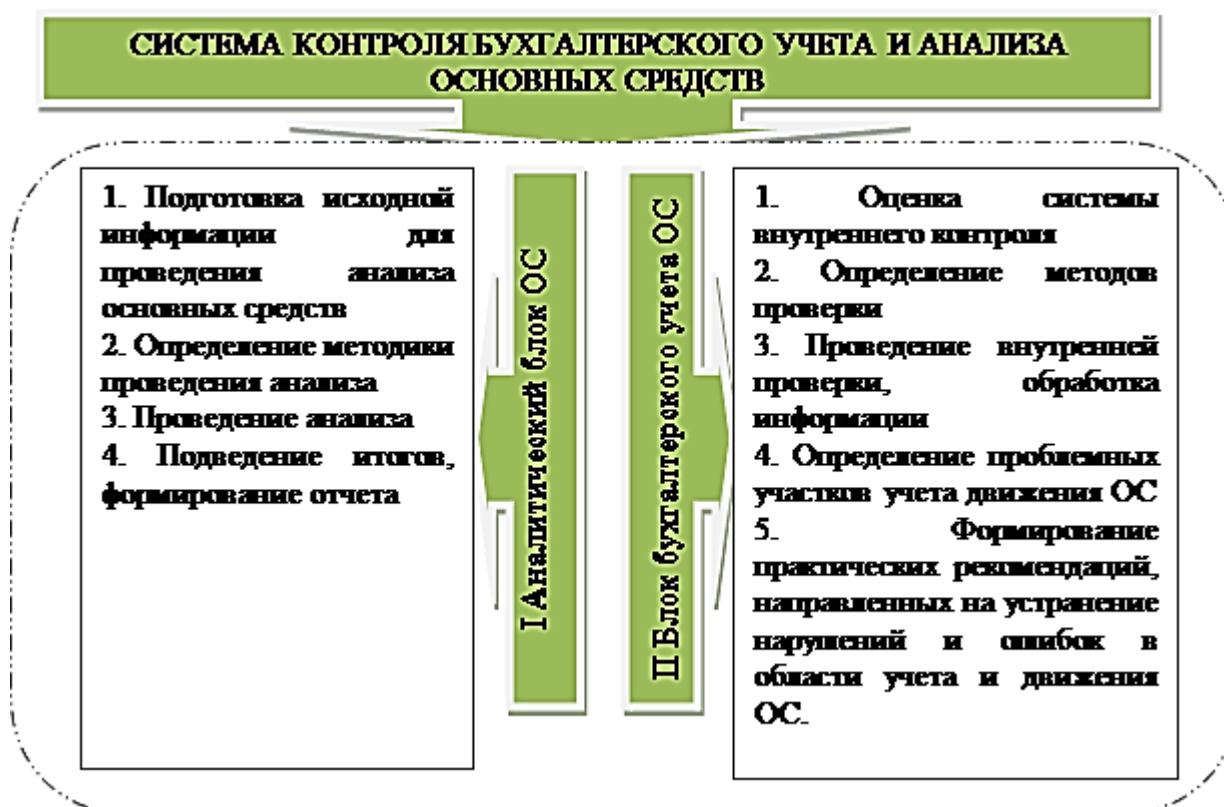 СИСТЕМА КОНТРОЛЯ БУХГАЛТЕРСКОГО УЧЕТА И АНАЛИЗА
ОСНОВНЫХ СРЕДСТВ
1. Подготовка исходной
информации для
проведения анализа
основных средств
2. Определение методики
проведения анализа
3. Проведение анализа
4. Подведение итогов,
формирование отчета
I Аналитический блок ОС
II Блок бухгалтерского учета ОС
1. Оценка системы
внутреннего контроля
2. Определение методов
проверки
3. Проведение внутренней
проверки, обработка
информации
4. Определение проблемных
участков учета движения ОС
5. Формирование
практических рекомендаций,
направленных на устранение
нарушений и ошибок в
области учета и движения
ОС.